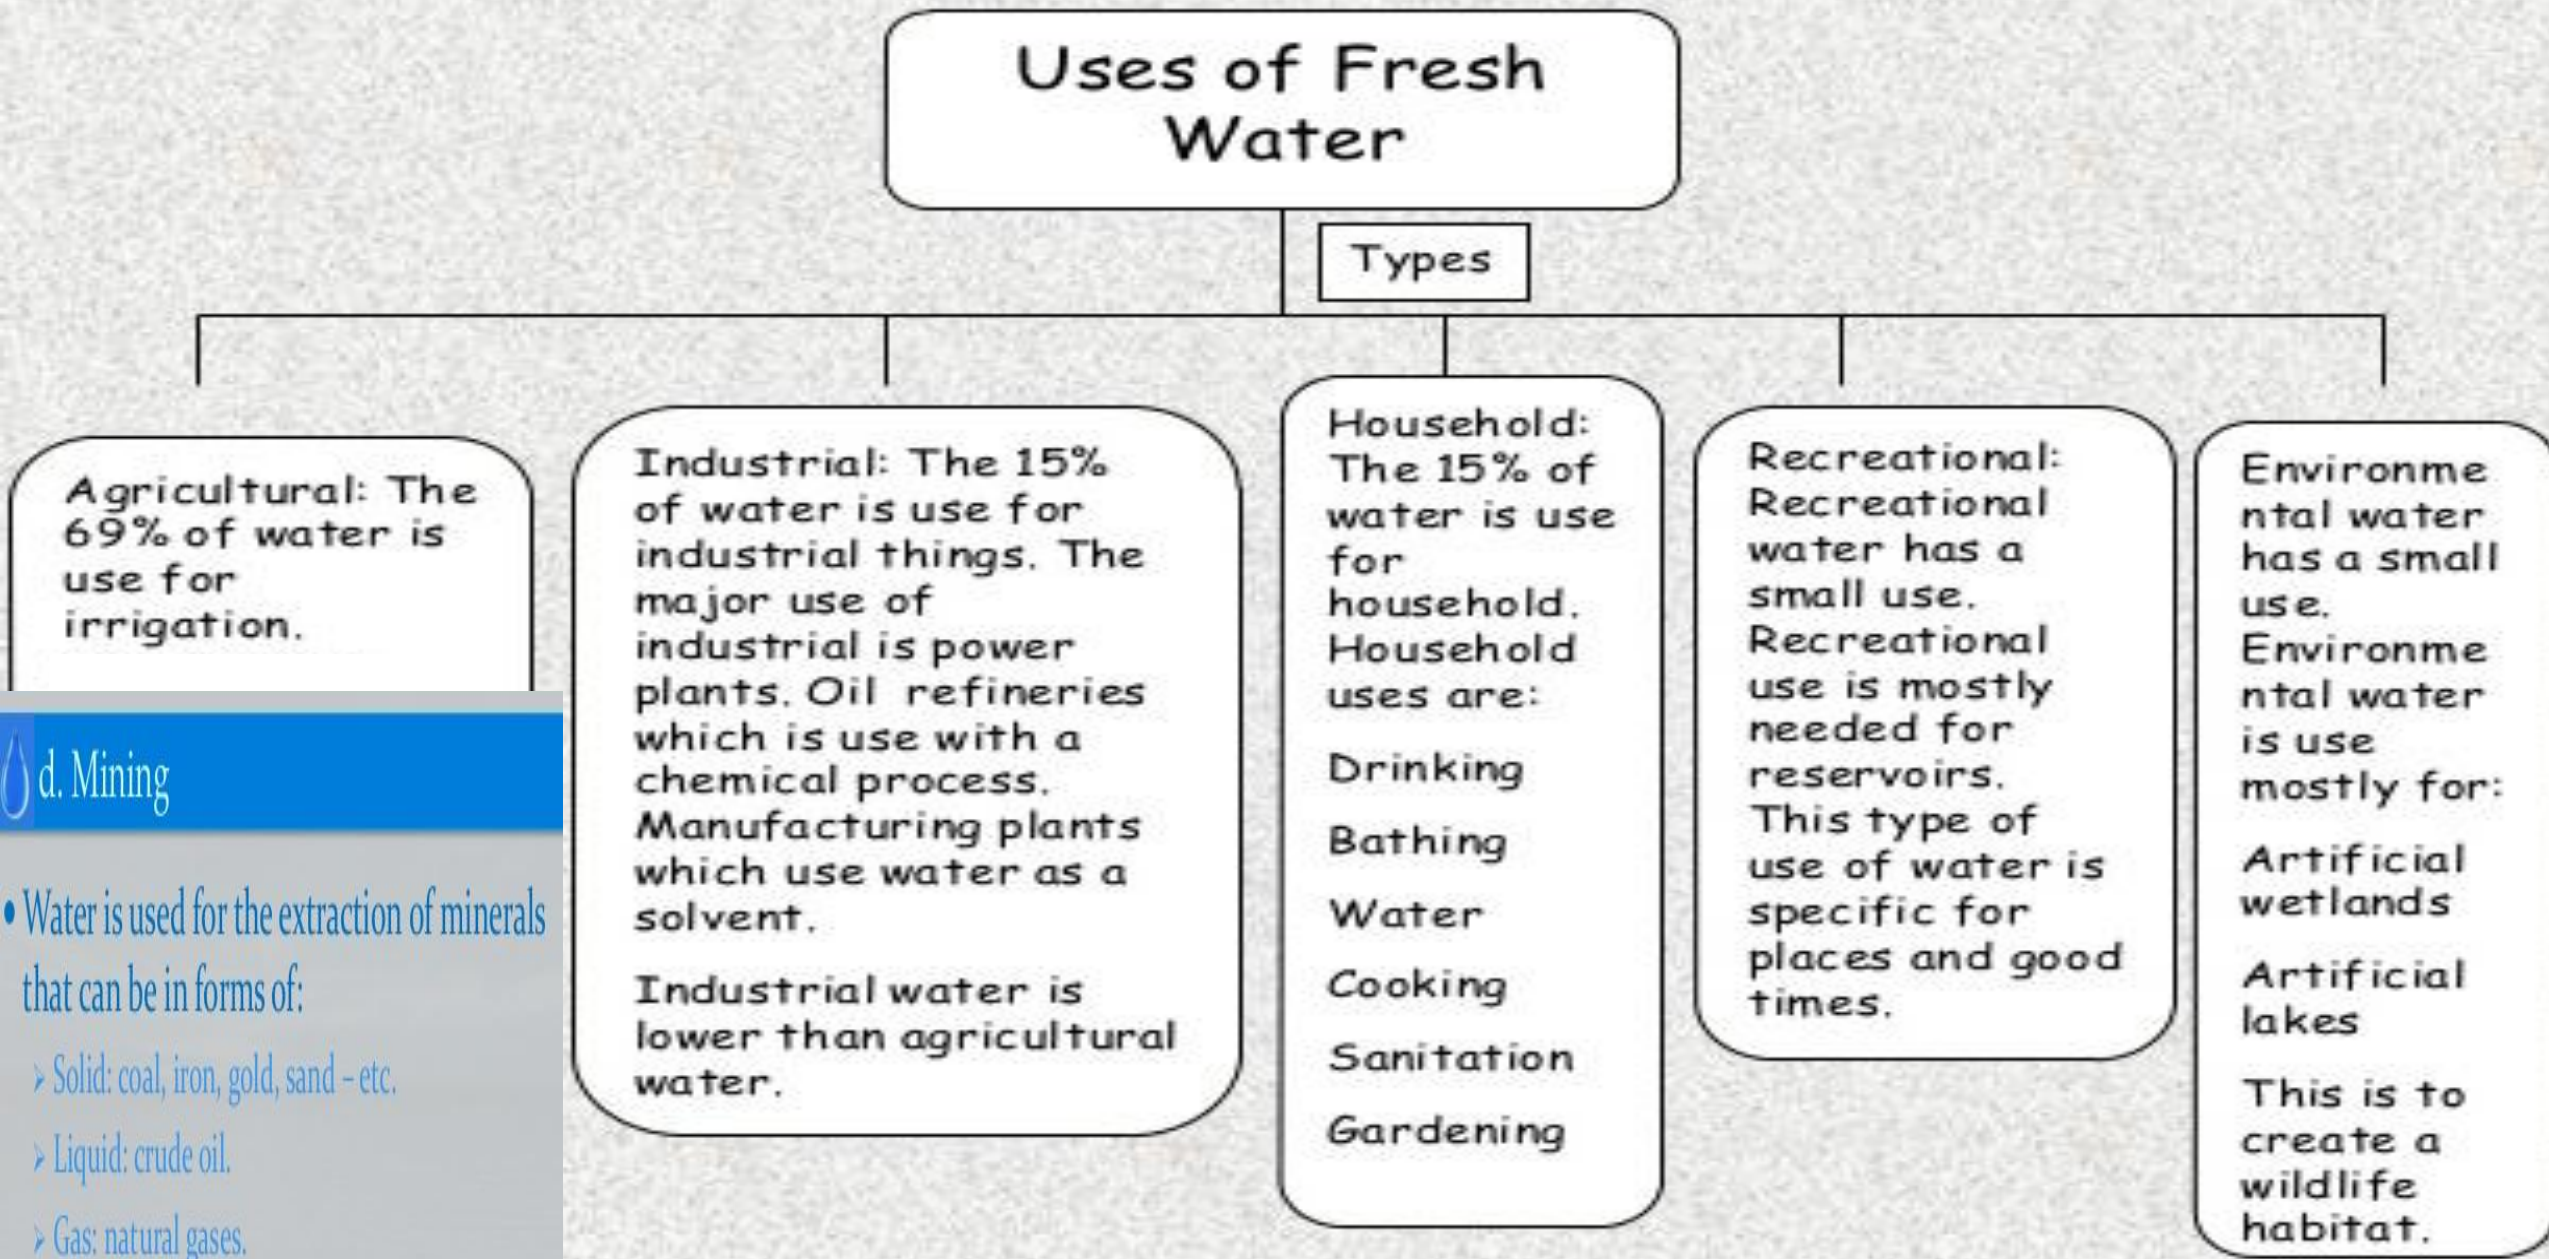 Uses of Fresh
Water
Types
Agricultural: The
69% of water is
use for
irrigation.
Industrial: The 15%
of water is use for
industrial things. The
major use of
industrial is power
plants. Oil refineries
which is use with a
chemical process.
Manufacturing plants
which use water as a
solvent.
Industrial water is
lower than agricultural
water.
Household:
The 15% of
water is use
for
household.
Household
uses are:
Drinking
Bathing
Water
Cooking
Sanitation
Gardening
Recreational:
Recreational
water has a
small use.
Recreational
use is mostly
needed for
reservoirs.
This type of
use of water is
specific for
places and good
times.
Environme
ntal water
has a small
use.
Environme
ntal water
is use
mostly for:
Artificial
wetlands
Artificial
lakes
This is to
create a
wildlife
habitat.
d. Mining
• Water is used for the extraction of minerals
that can be in forms of:
➢ Solid: coal, iron, gold, sand – etc.
➢ Liquid: crude oil.
➢ Gas: natural gases.